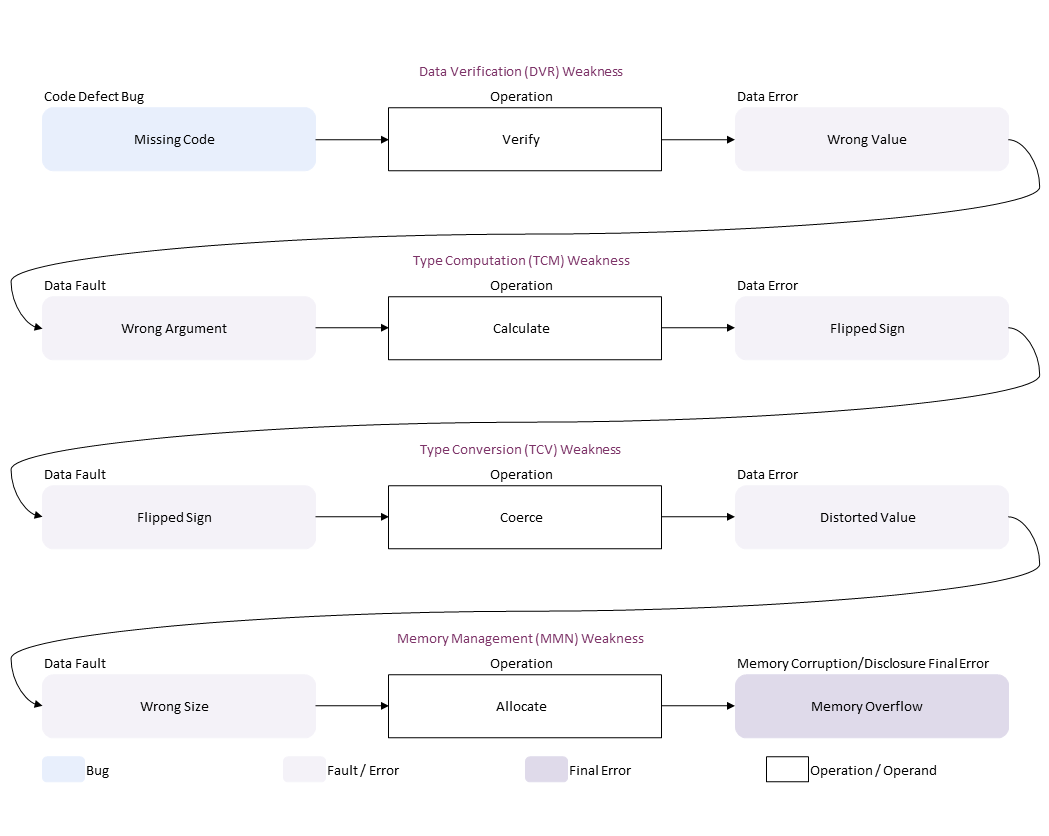 Data Verification (DVR) Weakness
Code Defect Bug
Operation
Data Error
Missing Code
Verify
Wrong Value
Type Computation (TCM) Weakness
Data Fault
Operation
Data Error
Wrong Argument
Calculate
Flipped Sign
Type Conversion (TCV) Weakness
Data Fault
Operation
Data Error
Flipped Sign
Coerce
Distorted Value
Memory Management (MMN) Weakness
Data Fault
Operation
Memory Corruption/Disclosure Final Error
Wrong Size
Allocate
Memory Overflow
Bug
Fault / Error
Final Error
Operation / Operand